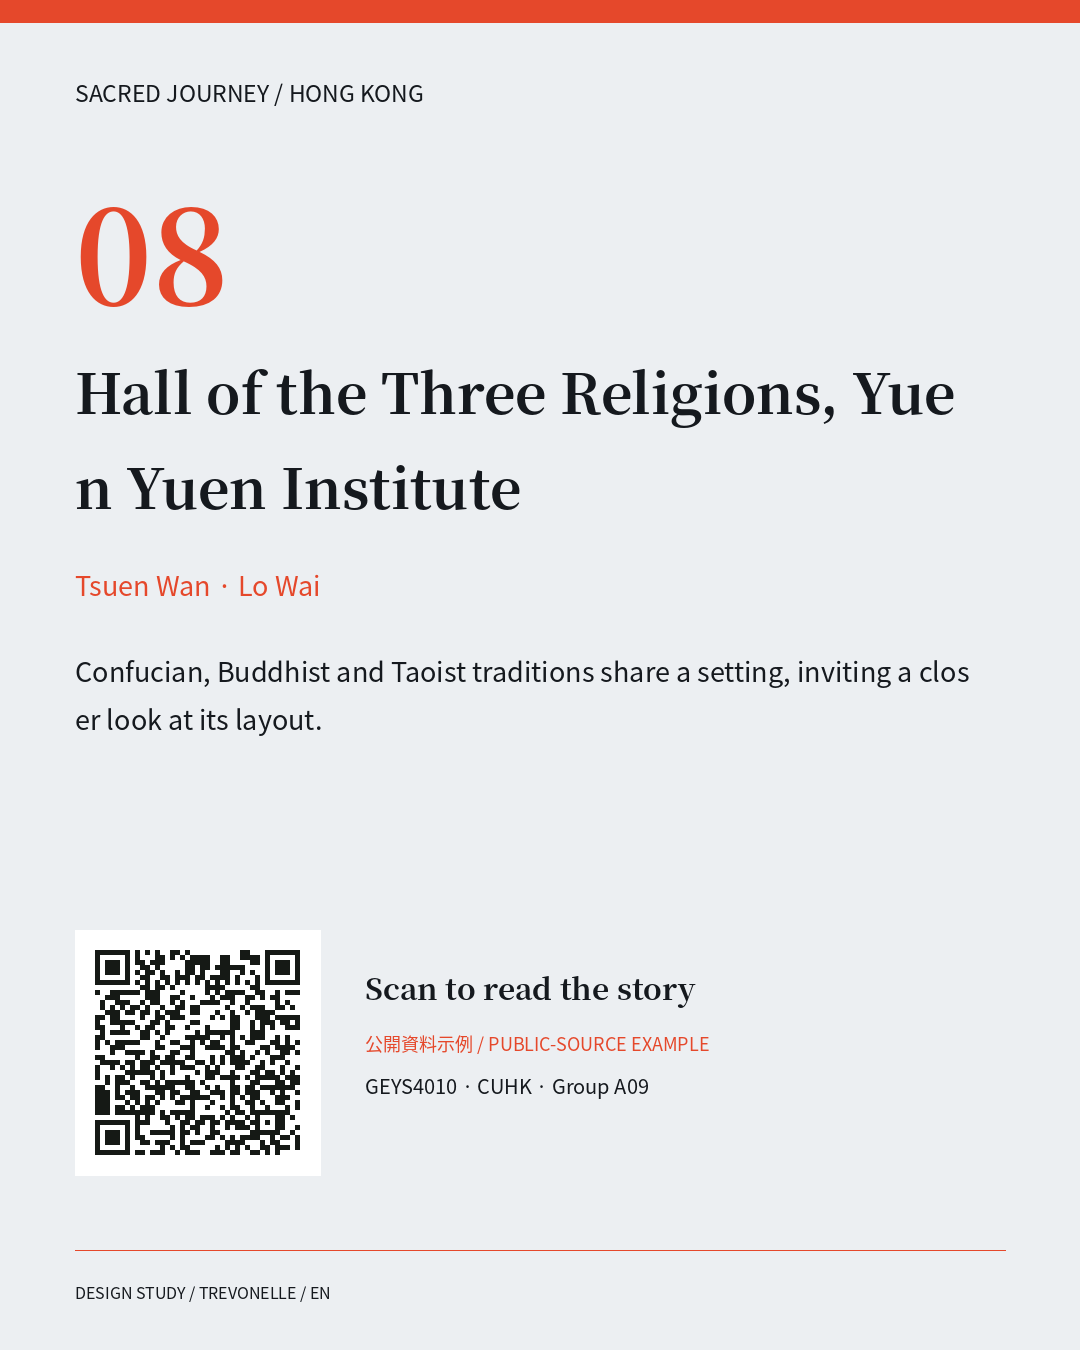 SACRED JOURNEY / HONG KONG
08
Hall of the Three Religions, Yue
n Yuen Institute
Tsuen Wan · Lo Wai
Confucian, Buddhist and Taoist traditions share a setting, inviting a clos
er look at its layout.
Scan to read the story
公開資料示例 / PUBLIC-SOURCE EXAMPLE
GEYS4010 · CUHK · Group A09
DESIGN STUDY / TREVONELLE / EN